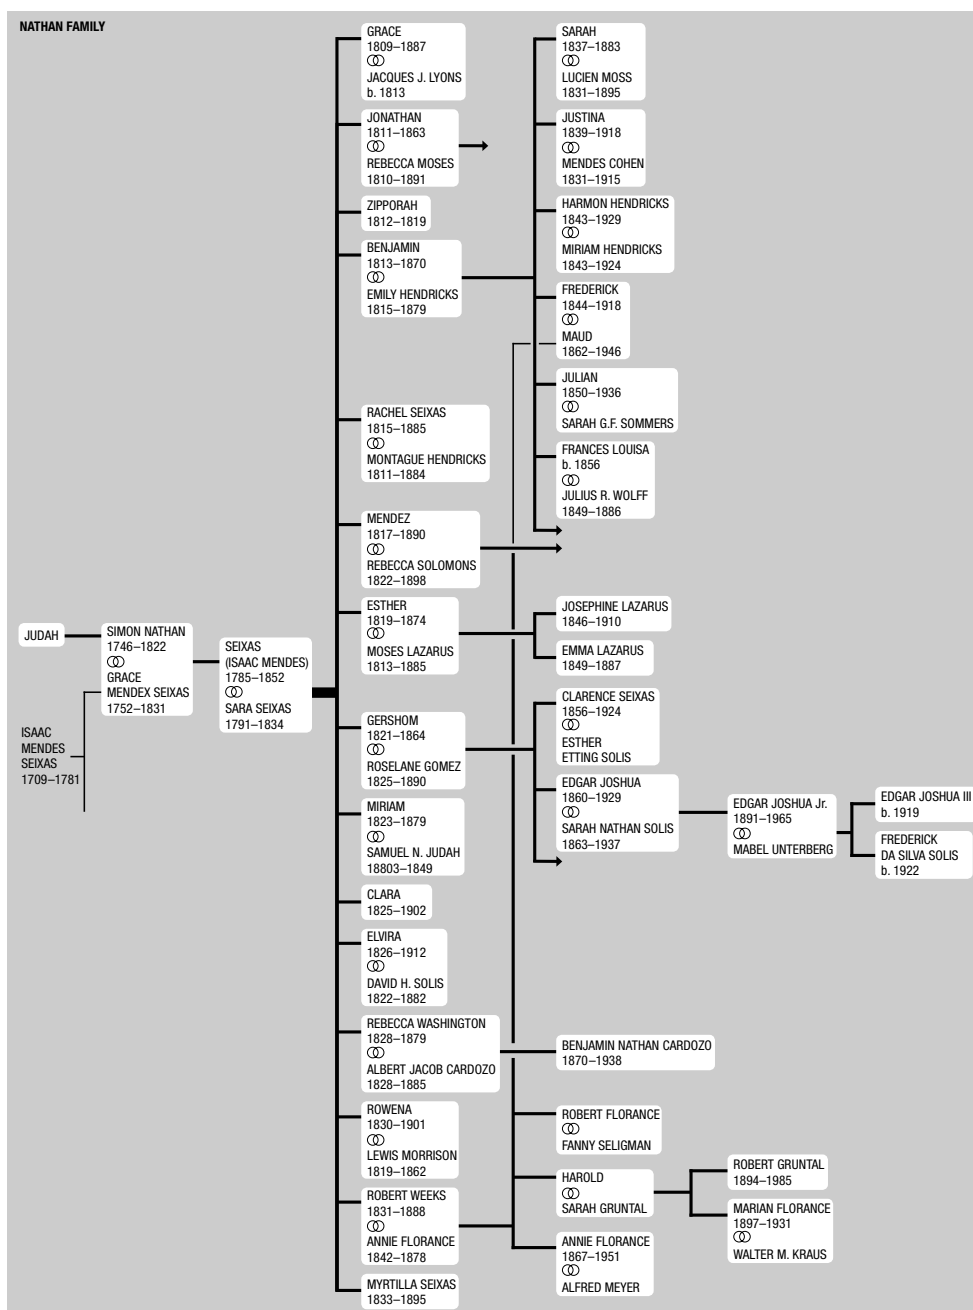 NATHAN FAMILY
JUDAH
SIMON NATHAN
1746–1822
GRACE
MENDEX SEIXAS
1752–1831
ISAAC
MENDES
SEIXAS
1709–1781
SEIXAS
(ISAAC MENDES)
1785–1852
SARA SEIXAS
1791–1834
GRACE
1809–1887
JACQUES J. LYONS
b. 1813
JONATHAN
1811–1863
REBECCA MOSES
1810–1891
ZIPPORAH
1812–1819
BENJAMIN
1813–1870
EMILY HENDRICKS
1815–1879
RACHEL SEIXAS
1815–1885
MONTAGUE HENDRICKS
1811–1884
MENDEZ
1817–1890
REBECCA SOLOMONS
1822–1898
ESTHER
1819–1874
MOSES LAZARUS
1813–1885
GERSHOM
1821–1864
ROSELANE GOMEZ
1825–1890
MIRIAM
1823–1879
SAMUEL N. JUDAH
18803–1849
CLARA
1825–1902
ELVIRA
1826–1912
DAVID H. SOLIS
1822–1882
REBECCA WASHINGTON
1828–1879
ALBERT JACOB CARDOZO
1828–1885
ROWENA
1830–1901
LEWIS MORRISON
1819–1862
ROBERT WEEKS
1831–1888
ANNIE FLORANCE
1842–1878
MYRTILLA SEIXAS
1833–1895
SARAH
1837–1883
LUCIEN MOSS
1831–1895
JUSTINA
1839–1918
MENDES COHEN
1831–1915
HARMON HENDRICKS
1843–1929
MIRIAM HENDRICKS
1843–1924
FREDERICK
1844–1918
MAUD
1862–1946
JULIAN
1850–1936
SARAH G.F. SOMMERS
FRANCES LOUISA
b. 1856
JULIUS R. WOLFF
1849–1886
JOSEPHINE LAZARUS
1846–1910
EMMA LAZARUS
1849–1887
CLARENCE SEIXAS
1856–1924
ESTHER
ETTING SOLIS
EDGAR JOSHUA
1860–1929
SARAH NATHAN SOLIS
1863–1937
BENJAMIN NATHAN CARDOZO
1870–1938
ROBERT FLORANCE
FANNY SELIGMAN
HAROLD
SARAH GRUNTAL
ANNIE FLORANCE
1867–1951
ALFRED MEYER
EDGAR JOSHUA Jr.
1891–1965
MABEL UNTERBERG
ROBERT GRUNTAL
1894–1985
MARIAN FLORANCE
1897–1931
WALTER M. KRAUS
EDGAR JOSHUA III
b. 1919
FREDERICK
DA SILVA SOLIS
b. 1922